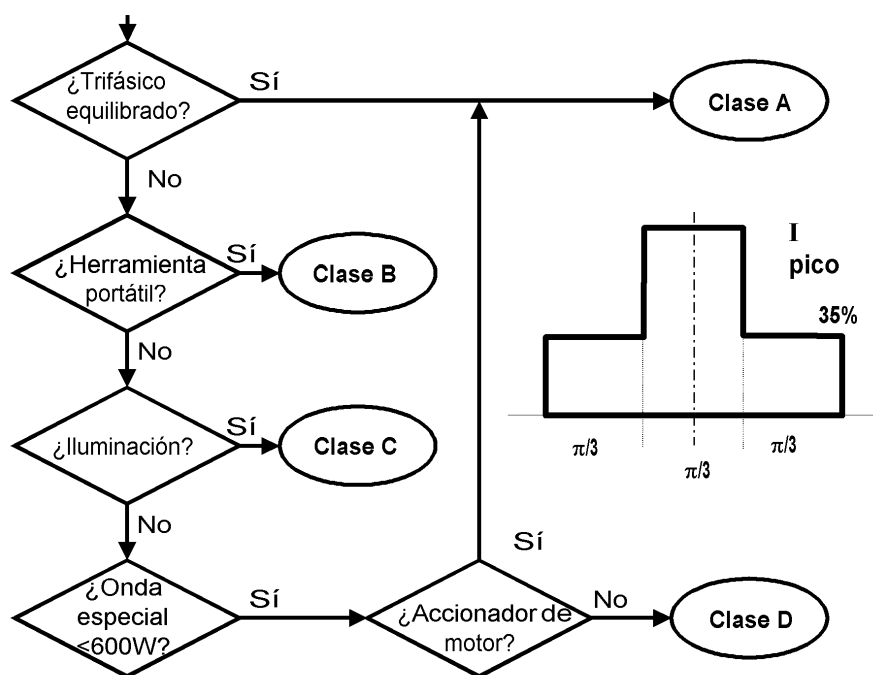 ¿Trifásico
equilibrado?
Sí
Clase A
No
¿Herramienta
portátil?
Sí
Clase B
No
¿Iluminación?
Sí
Clase C
No
¿Onda
especial
<600W?
Sí
¿Accionador de
motor?
Sí
No
Clase D
I
pico
35%
π/3
π/3
π/3